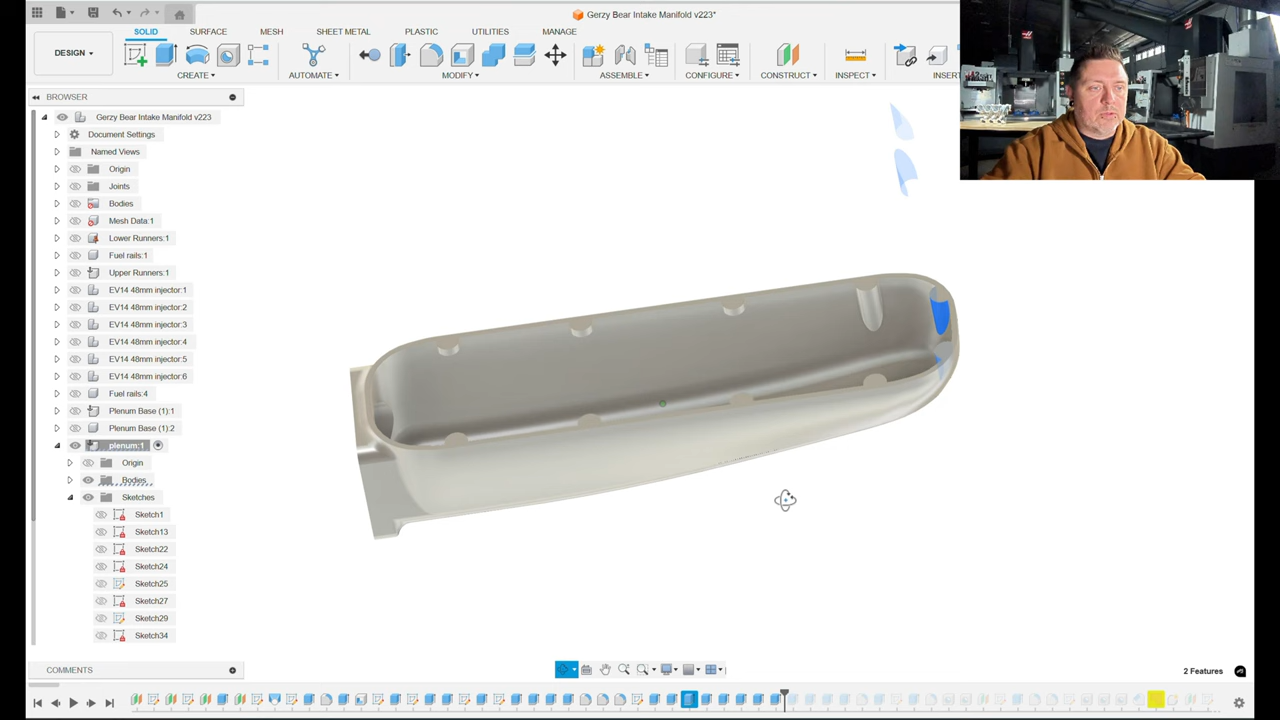 Gerzy Bear Intake Manifold v223*
DESIGN
SOLID
SURFACE
MESH
SHEET METAL
PLASTIC
UTILITIES
MANAGE
CREATE
AUTOMATE
MODIFY
ASSEMBLE
CONFIGURE
CONSTRUCT
INSPECT
INSERT
BROWSER
Gerzy Bear Intake Manifold v223
Document Settings
Named Views
Origin
Joints
Bodies
Mesh Data:1
Lower Runners:1
Fuel rails:1
Upper Runners:1
EV14 48mm injector:1
EV14 48mm injector:2
EV14 48mm injector:3
EV14 48mm injector:4
EV14 48mm injector:5
EV14 48mm injector:6
Fuel rails:4
Plenum Base (1):1
Plenum Base (1):2
plenum:1
Origin
Bodies
Sketches
Sketch1
Sketch13
Sketch22
Sketch24
Sketch25
Sketch27
Sketch29
Sketch34
COMMENTS
2 Features